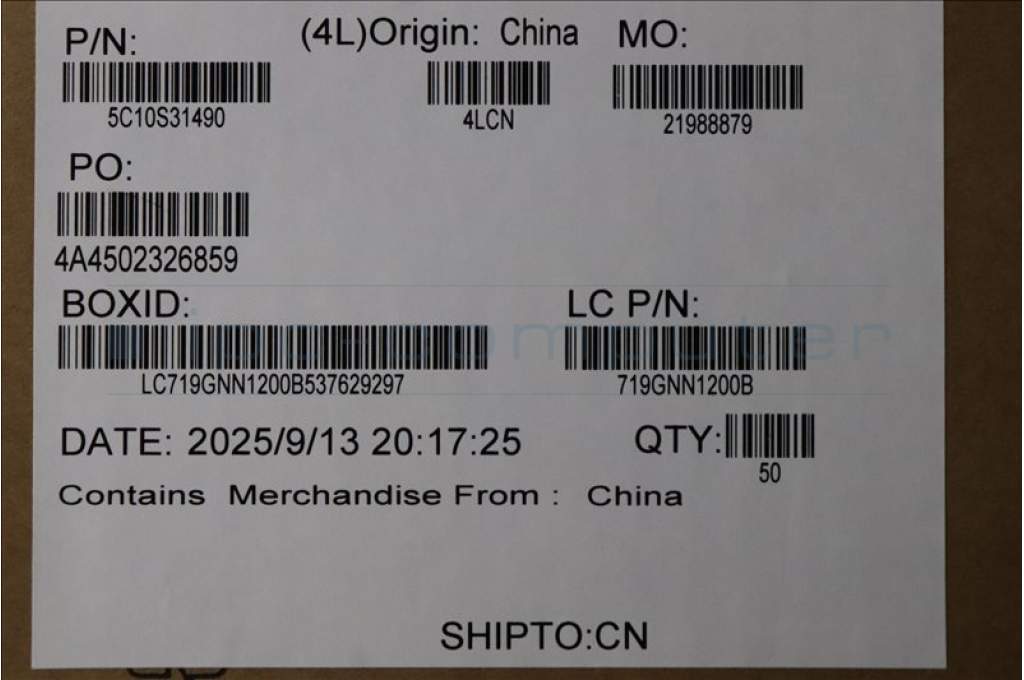 P/N:
(4L)Origin: China
MO:
5C10S31490
4LCN
21988879
PO:
4A4502326859
BOXID:
LC P/N:
LC719GNN1200B537629297
719GNN1200B
DATE: 2025/9/13 20:17:25
QTY:
50
Contains Merchandise From : China
SHIPTO:CN